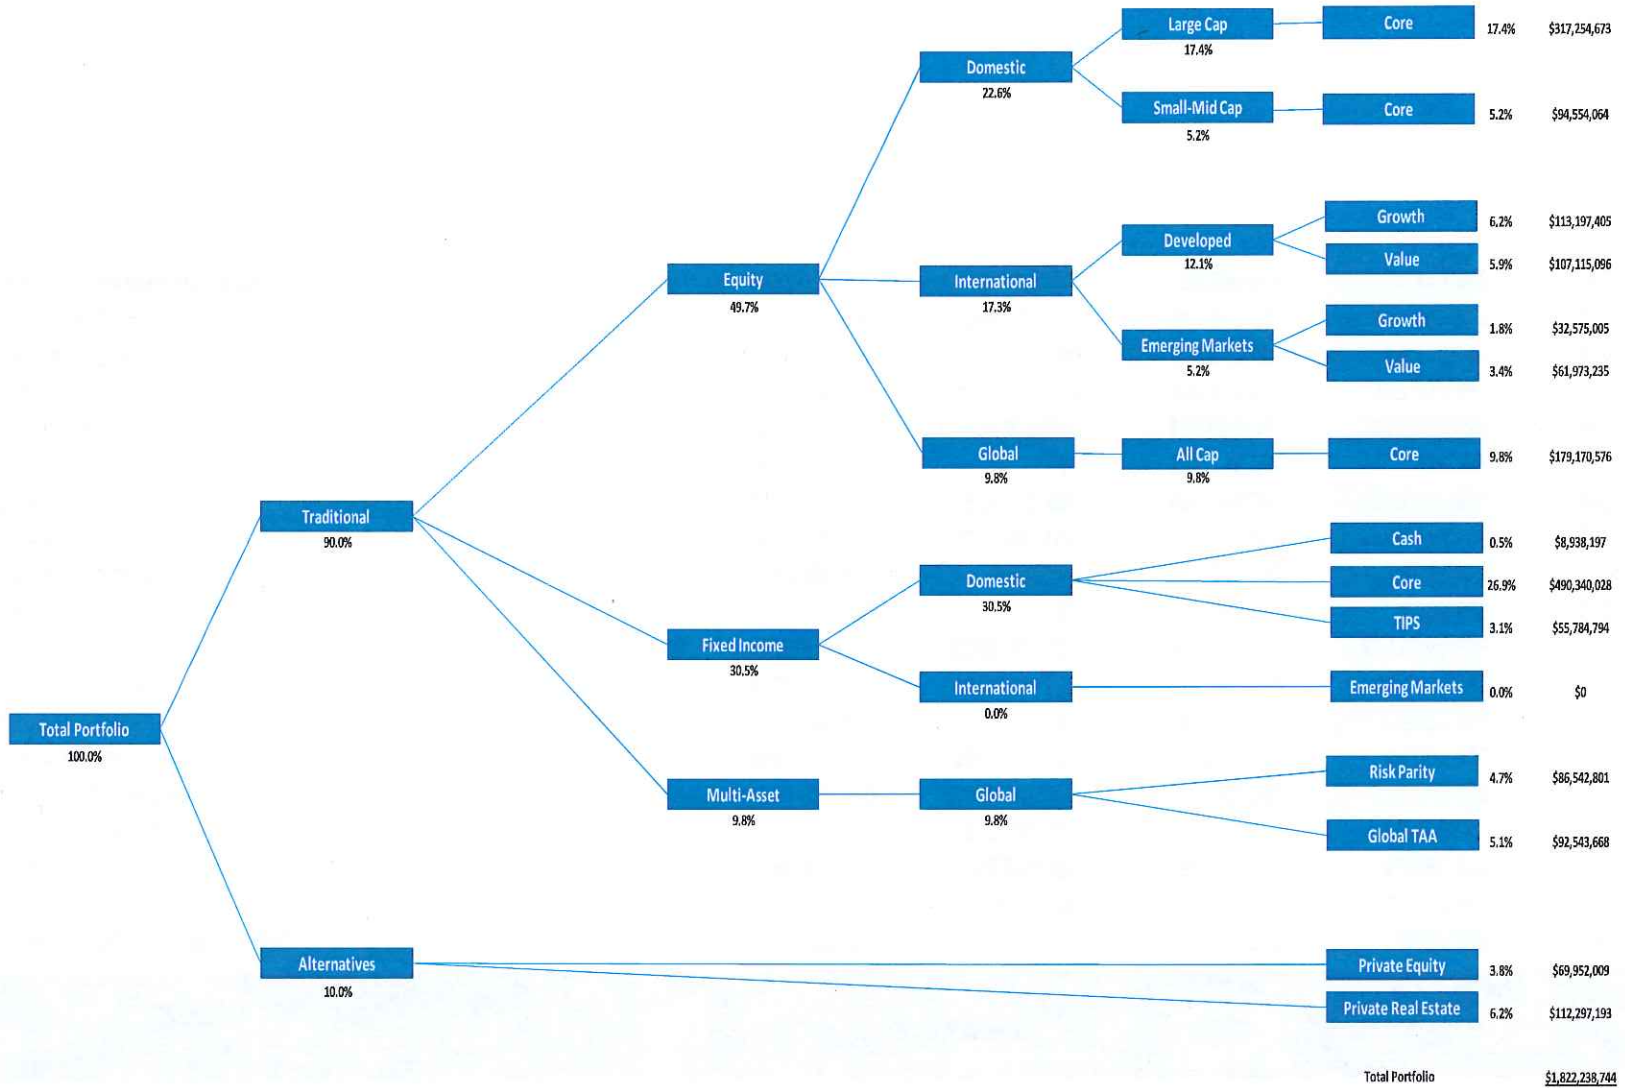 Large Cap
17.4%
Core 17.4% $317,254,673
Domestic
22.6%
Small-Mid Cap
5.2%
Core 5.2% $94,554,064
Growth 6.2% $113,197,405
Developed
12.1%
Value 5.9% $107,115,096
Equity
49.7%
International
17.3%
Growth 1.8% $32,575,005
Emerging Markets
5.2%
Value 3.4% $61,973,235
Global
9.8%
All Cap
9.8%
Core 9.8% $179,170,576
Traditional
90.0%
Cash 0.5% $8,938,197
Domestic
30.5%
Core 26.9% $490,340,028
TIPS 3.1% $55,784,794
Fixed Income
30.5%
International
0.0%
Emerging Markets 0.0% $0
Total Portfolio
100.0%
Risk Parity 4.7% $86,542,801
Multi-Asset
9.8%
Global
9.8%
Global TAA 5.1% $92,543,668
Alternatives
10.0%
Private Equity 3.8% $69,952,009
Private Real Estate 6.2% $112,297,193
Total Portfolio $1,822,238,744